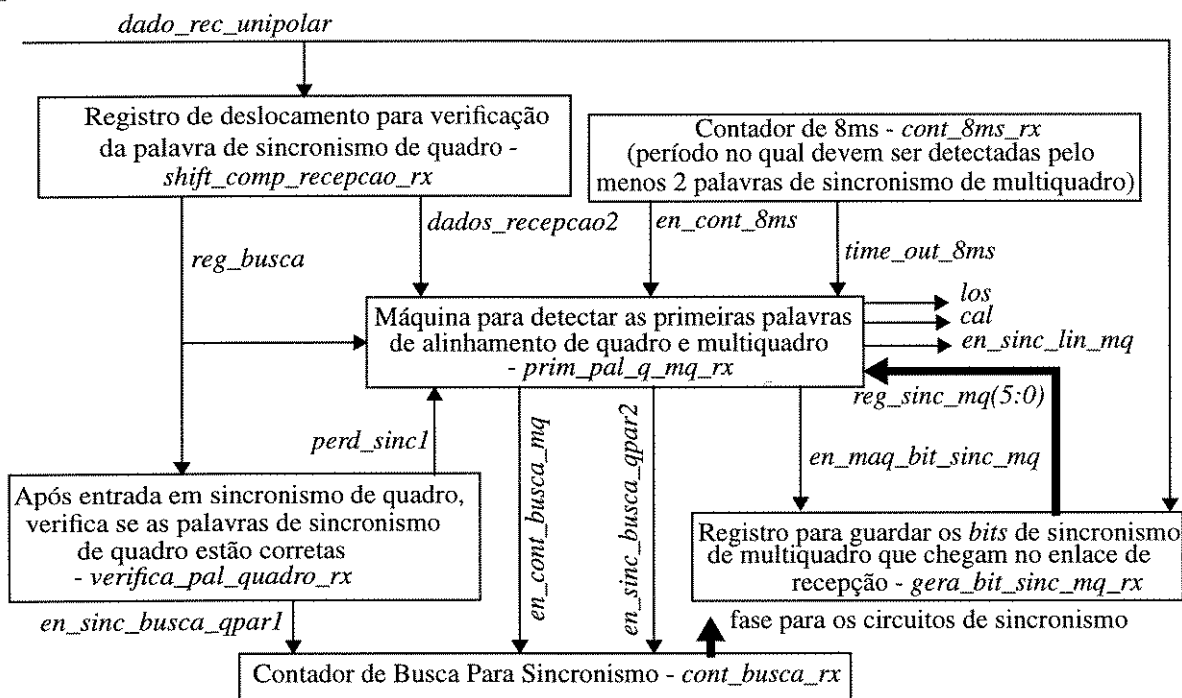 dado_rec_unipolar
Registro de deslocamento para verificação
da palavra de sincronismo de quadro -
shift_comp_recepcao_rx
Contador de 8ms - cont_8ms_rx
(período no qual devem ser detectadas pelo
menos 2 palavras de sincronismo de multiquadro)
reg_busca
dados_recepcao2
en_cont_8ms
time_out_8ms
Máquina para detectar as primeiras palavras
de alinhamento de quadro e multiquadro
- prim_pal_q_mq_rx
los
cal
en_sinc_lin_mq
reg_sinc_mq(5:0)
perd_sinc1
en_cont_busca_mq
en_sinc_busca_qpar2
en_maq_bit_sinc_mq
Após entrada em sincronismo de quadro,
verifica se as palavras de sincronismo
de quadro estão corretas
- verifica_pal_quadro_rx
Registro para guardar os bits de sincronismo
de multiquadro que chegam no enlace de
recepção - gera_bit_sinc_mq_rx
en_sinc_busca_qpar1
fase para os circuitos de sincronismo
Contador de Busca Para Sincronismo - cont_busca_rx